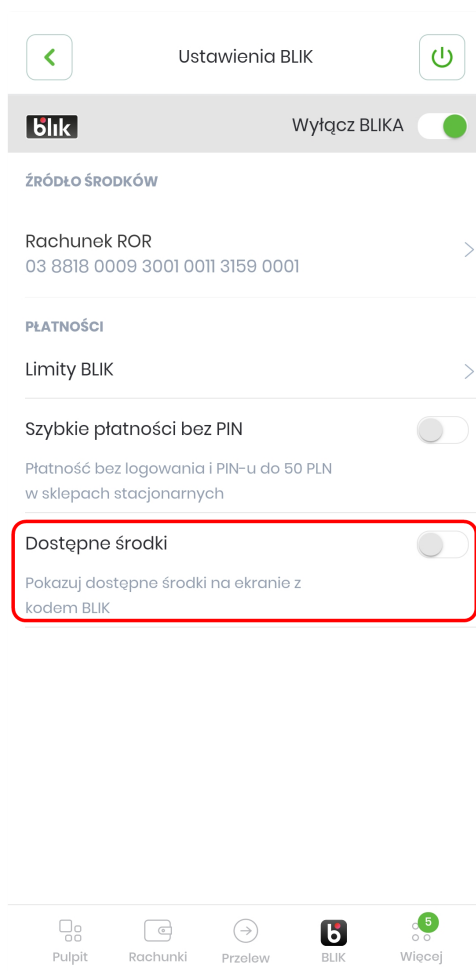 Ustawienia BLIK
blik
Wyłącz BLIKA
ŹRÓDŁO ŚRODKÓW
Rachunek ROR
03 8818 0009 3001 0011 3159 0001
PŁATNOŚCI
Limity BLIK
Szybkie płatności bez PIN
Płatność bez logowania i PIN-u do 50 PLN
w sklepach stacjonarnych
Dostępne środki
Pokazuj dostępne środki na ekranie z
kodem BLIK
5
Pulpit Rachunki Przelew BLIK Więcej